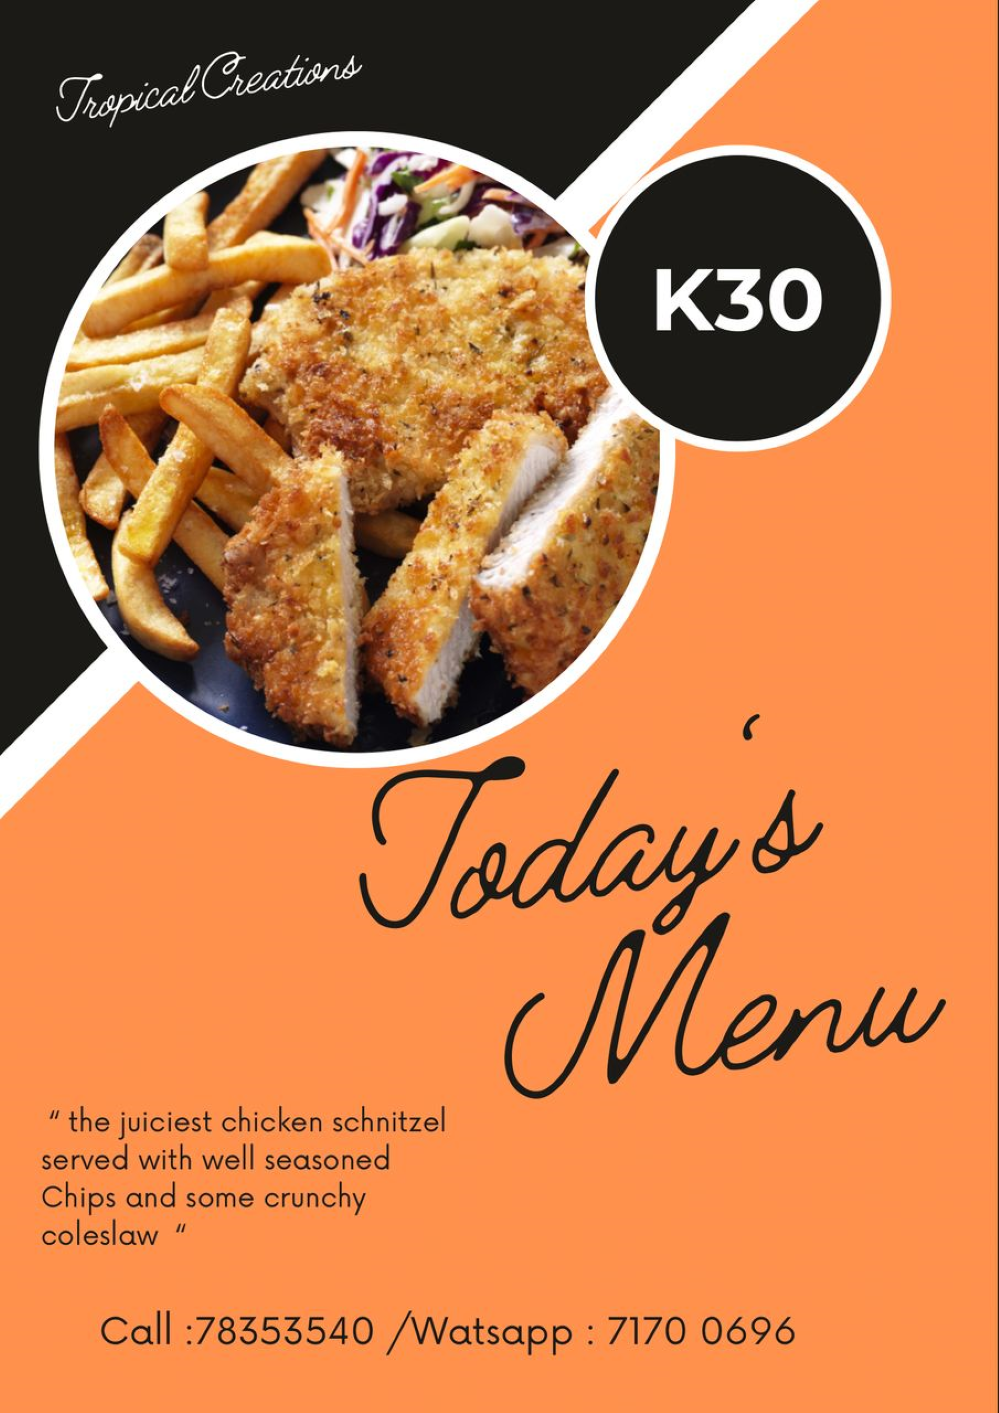 Tropical Creations
K30
Today's
Menu
“ the juiciest chicken schnitzel
served with well seasoned
Chips and some crunchy
coleslaw “
Call :78353540 /Watsapp : 7170 0696